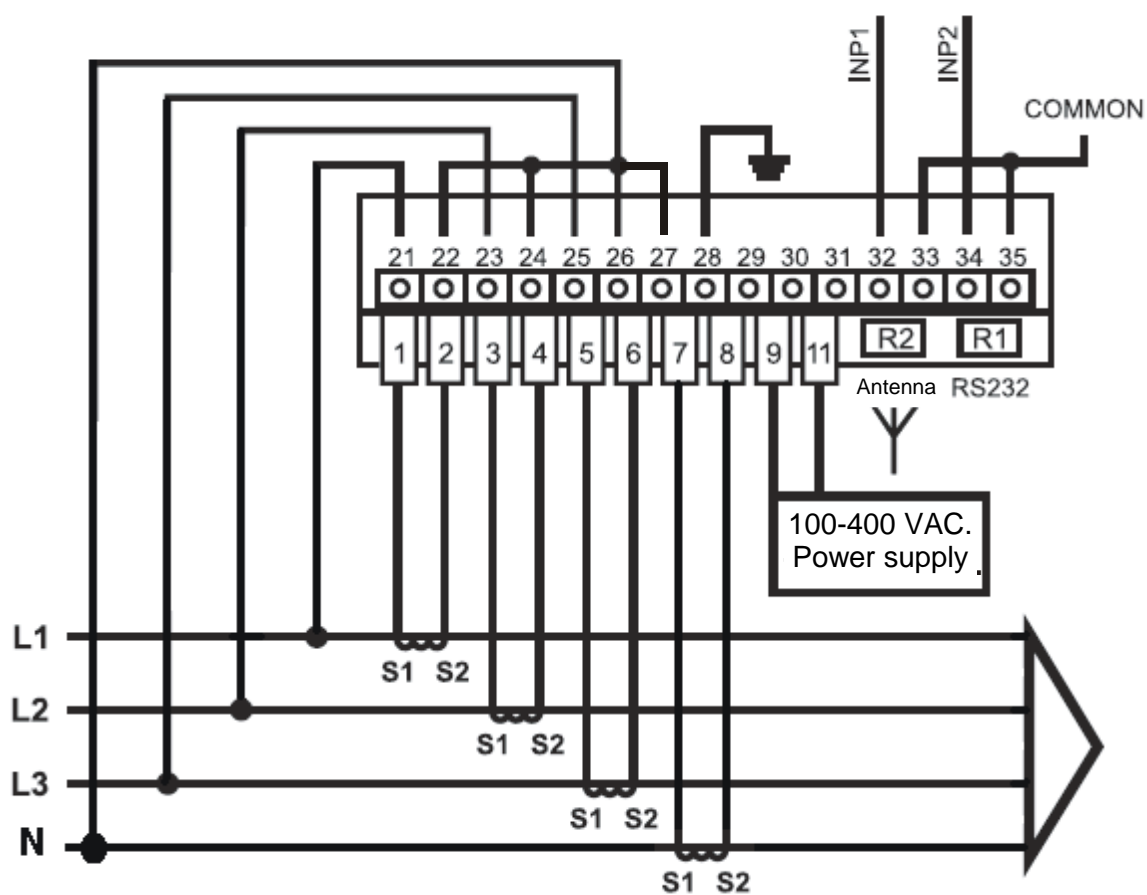 INP1 INP2
COMMON
21 22 23 24 25 26 27 28 29 30 31 32 33 34 35
1 2 3 4 5 6 7 8 9 11 R2 R1
Antenna RS232
100-400 VAC.
Power supply .
L1
S1 S2
L2
S1 S2
L3
S1 S2
N
S1 S2